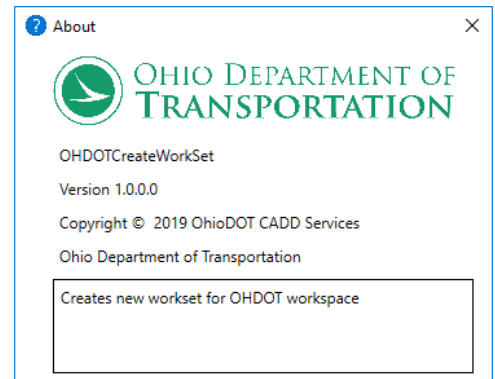 About
OHIO DEPARTMENT OF
TRANSPORTATION
OHDOTCreateWorkSet
Version 1.0.0.0
Copyright © 2019 OhioDOT CADD Services
Ohio Department of Transportation
Creates new workset for OHDOT workspace